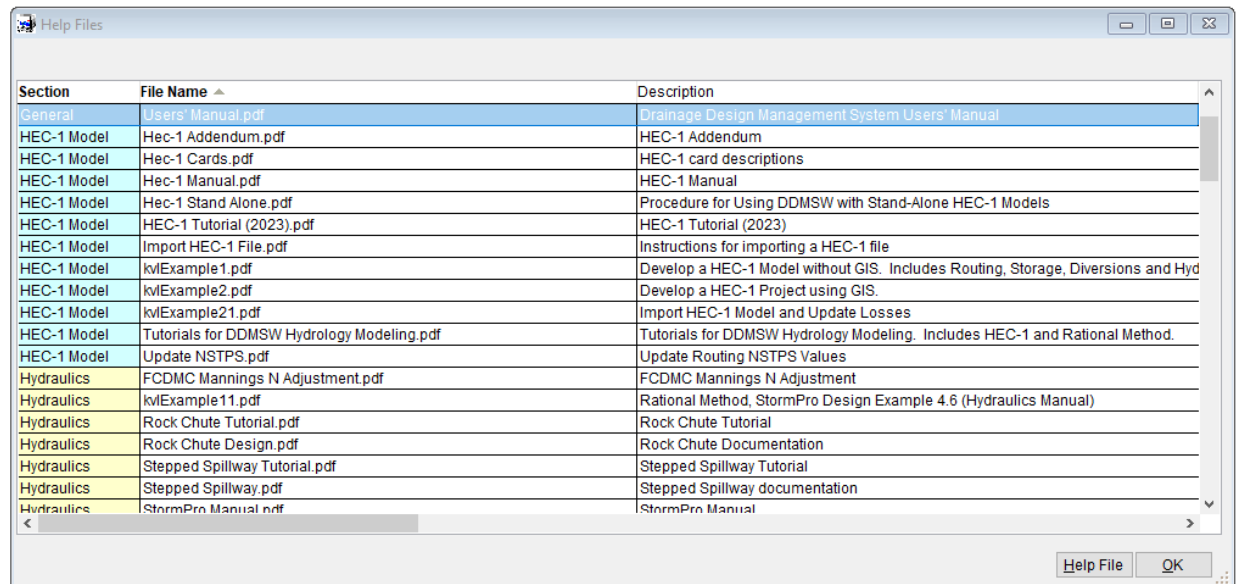 Help Files
Section File Name Description
General Users' Manual.pdf Drainage Design Management System Users' Manual
HEC-1 Model Hec-1 Addendum.pdf HEC-1 Addendum
HEC-1 Model Hec-1 Cards.pdf HEC-1 card descriptions
HEC-1 Model Hec-1 Manual.pdf HEC-1 Manual
HEC-1 Model Hec-1 Stand Alone.pdf Procedure for Using DDMSW with Stand-Alone HEC-1 Models
HEC-1 Model HEC-1 Tutorial (2023).pdf HEC-1 Tutorial (2023)
HEC-1 Model Import HEC-1 File.pdf Instructions for importing a HEC-1 file
HEC-1 Model kvlExample1.pdf Develop a HEC-1 Model without GIS. Includes Routing, Storage, Diversions and Hyd
HEC-1 Model kvlExample2.pdf Develop a HEC-1 Project using GIS.
HEC-1 Model kvlExample21.pdf Import HEC-1 Model and Update Losses
HEC-1 Model Tutorials for DDMSW Hydrology Modeling.pdf Tutorials for DDMSW Hydrology Modeling. Includes HEC-1 and Rational Method.
HEC-1 Model Update NSTPS.pdf Update Routing NSTPS Values
Hydraulics FCDMC Mannings N Adjustment.pdf FCDMC Mannings N Adjustment
Hydraulics kvlExample11.pdf Rational Method, StormPro Design Example 4.6 (Hydraulics Manual)
Hydraulics Rock Chute Tutorial.pdf Rock Chute Tutorial
Hydraulics Rock Chute Design.pdf Rock Chute Documentation
Hydraulics Stepped Spillway Tutorial.pdf Stepped Spillway Tutorial
Hydraulics Stepped Spillway.pdf Stepped Spillway documentation
Hydraulics StormPro Manual.pdf StormPro Manual
Help File OK